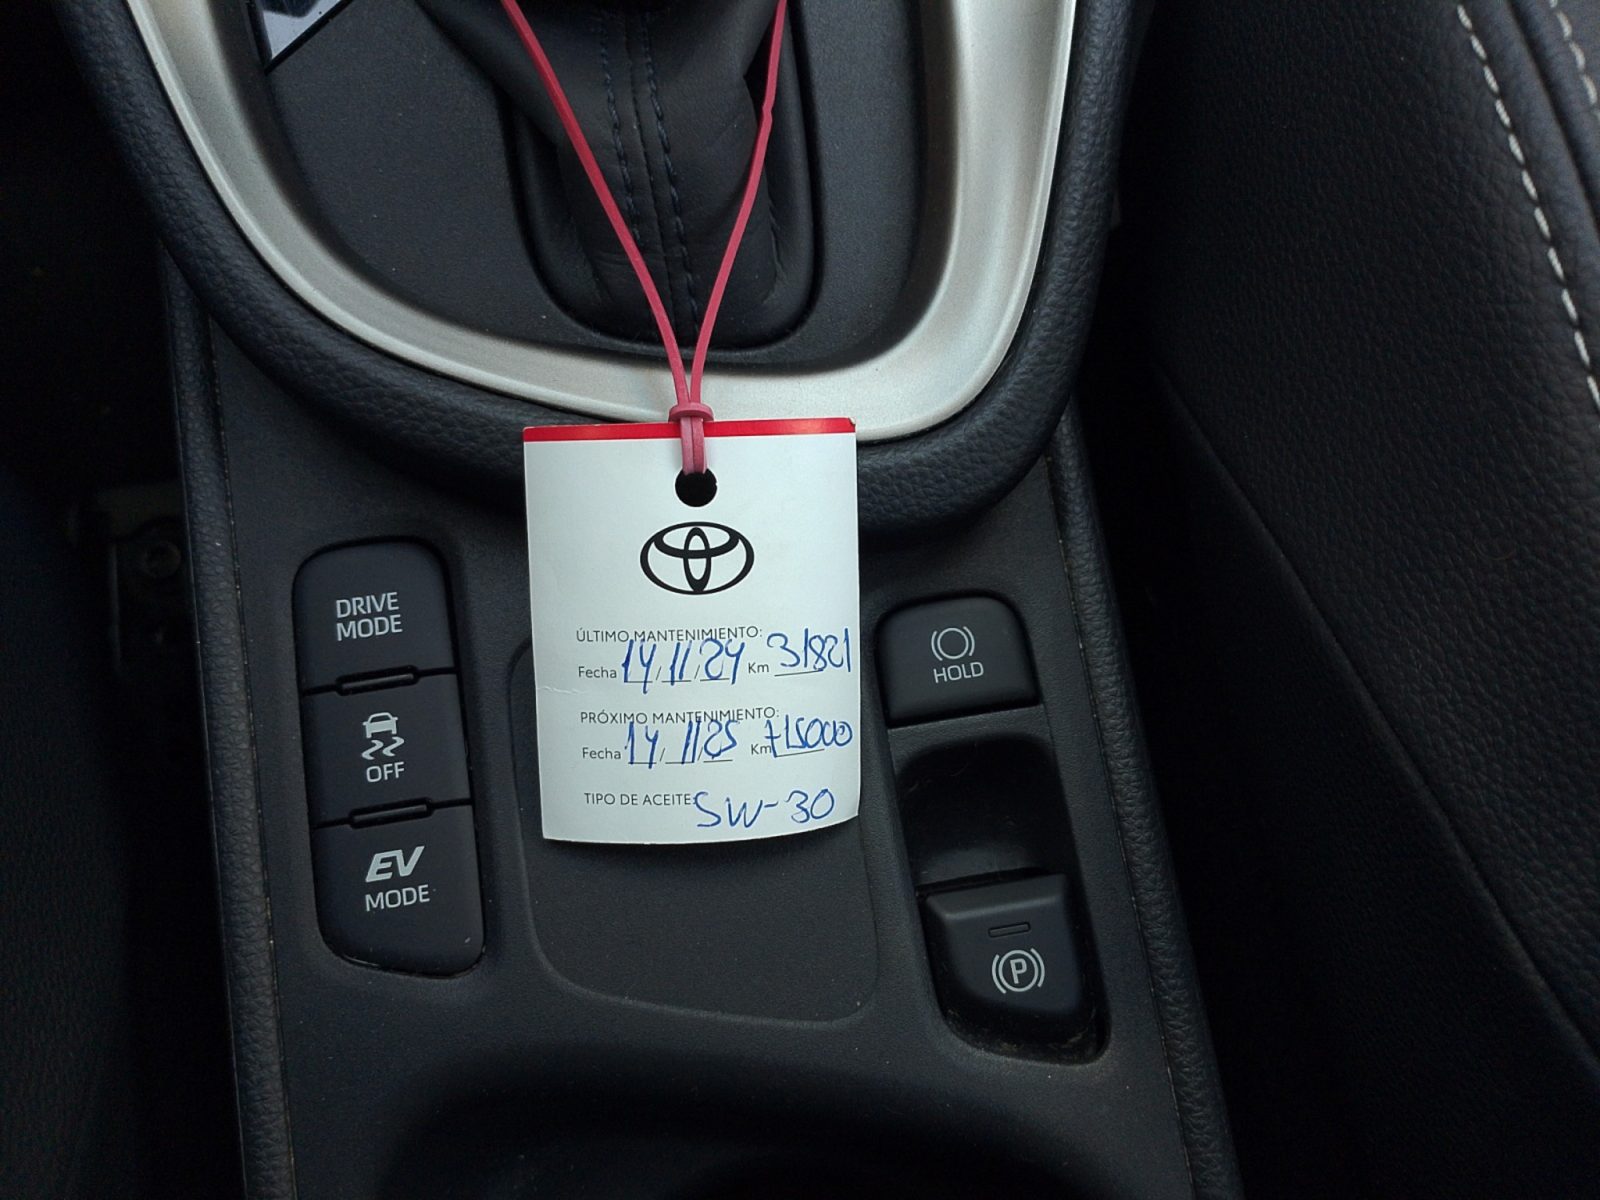 DRIVE
MODE
OFF
EV
MODE
ÚLTIMO MANTENIMIENTO:
Fecha 14/11/24 Km 31821
PRÓXIMO MANTENIMIENTO:
Fecha 14/11/25 Km +15000
TIPO DE ACEITE: 5W-30
HOLD
P